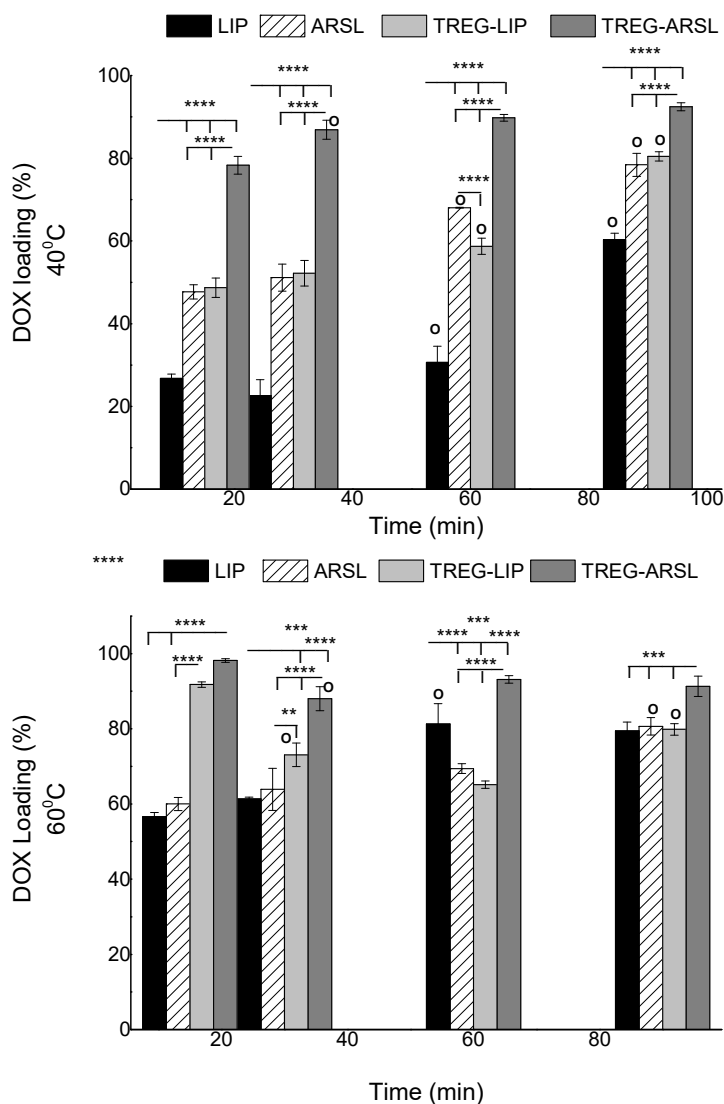 LIP ARSL TREG-LIP TREG-ARSL
**** **** **** ****
**** **** **** ****
****
o o o o o o o
DOX loading (%)
40⁰C
100
80
60
40
20
0
20 40 60 80 100
Time (min)
****
LIP ARSL TREG-LIP TREG-ARSL
**** *** **** **** *** **** ***
**** **** ** ****
o o o o o
DOX Loading (%)
60⁰C
100
80
60
40
20
0
20 40 60 80
Time (min)